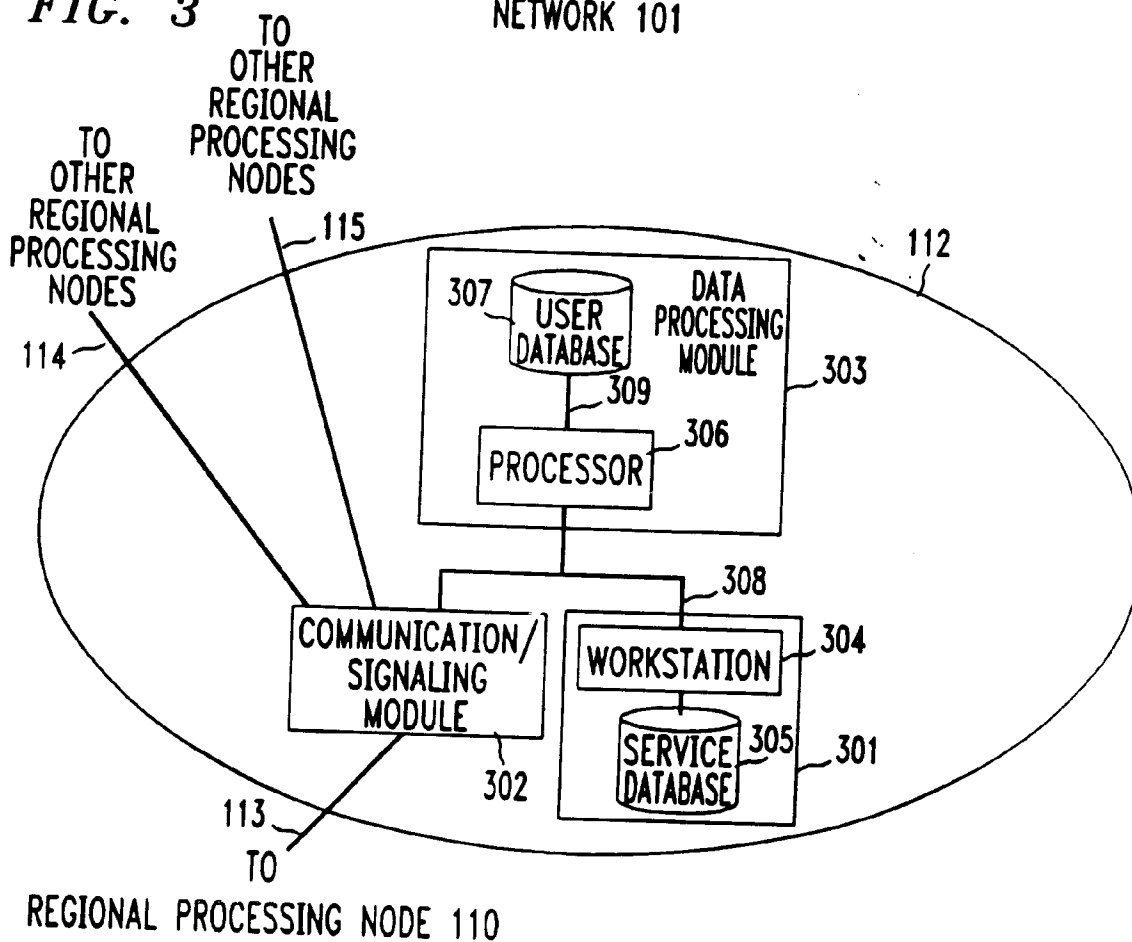 FIG. 3
NETWORK 101
TO
OTHER
REGIONAL
PROCESSING
NODES
TO
OTHER
REGIONAL
PROCESSING
NODES
115
114
112
307
USER
DATABASE
DATA
PROCESSING
MODULE
303
309
306
PROCESSOR
308
COMMUNICATION/
SIGNALING
MODULE
302
WORKSTATION
304
SERVICE
DATABASE
305
301
113
TO
REGIONAL PROCESSING NODE 110